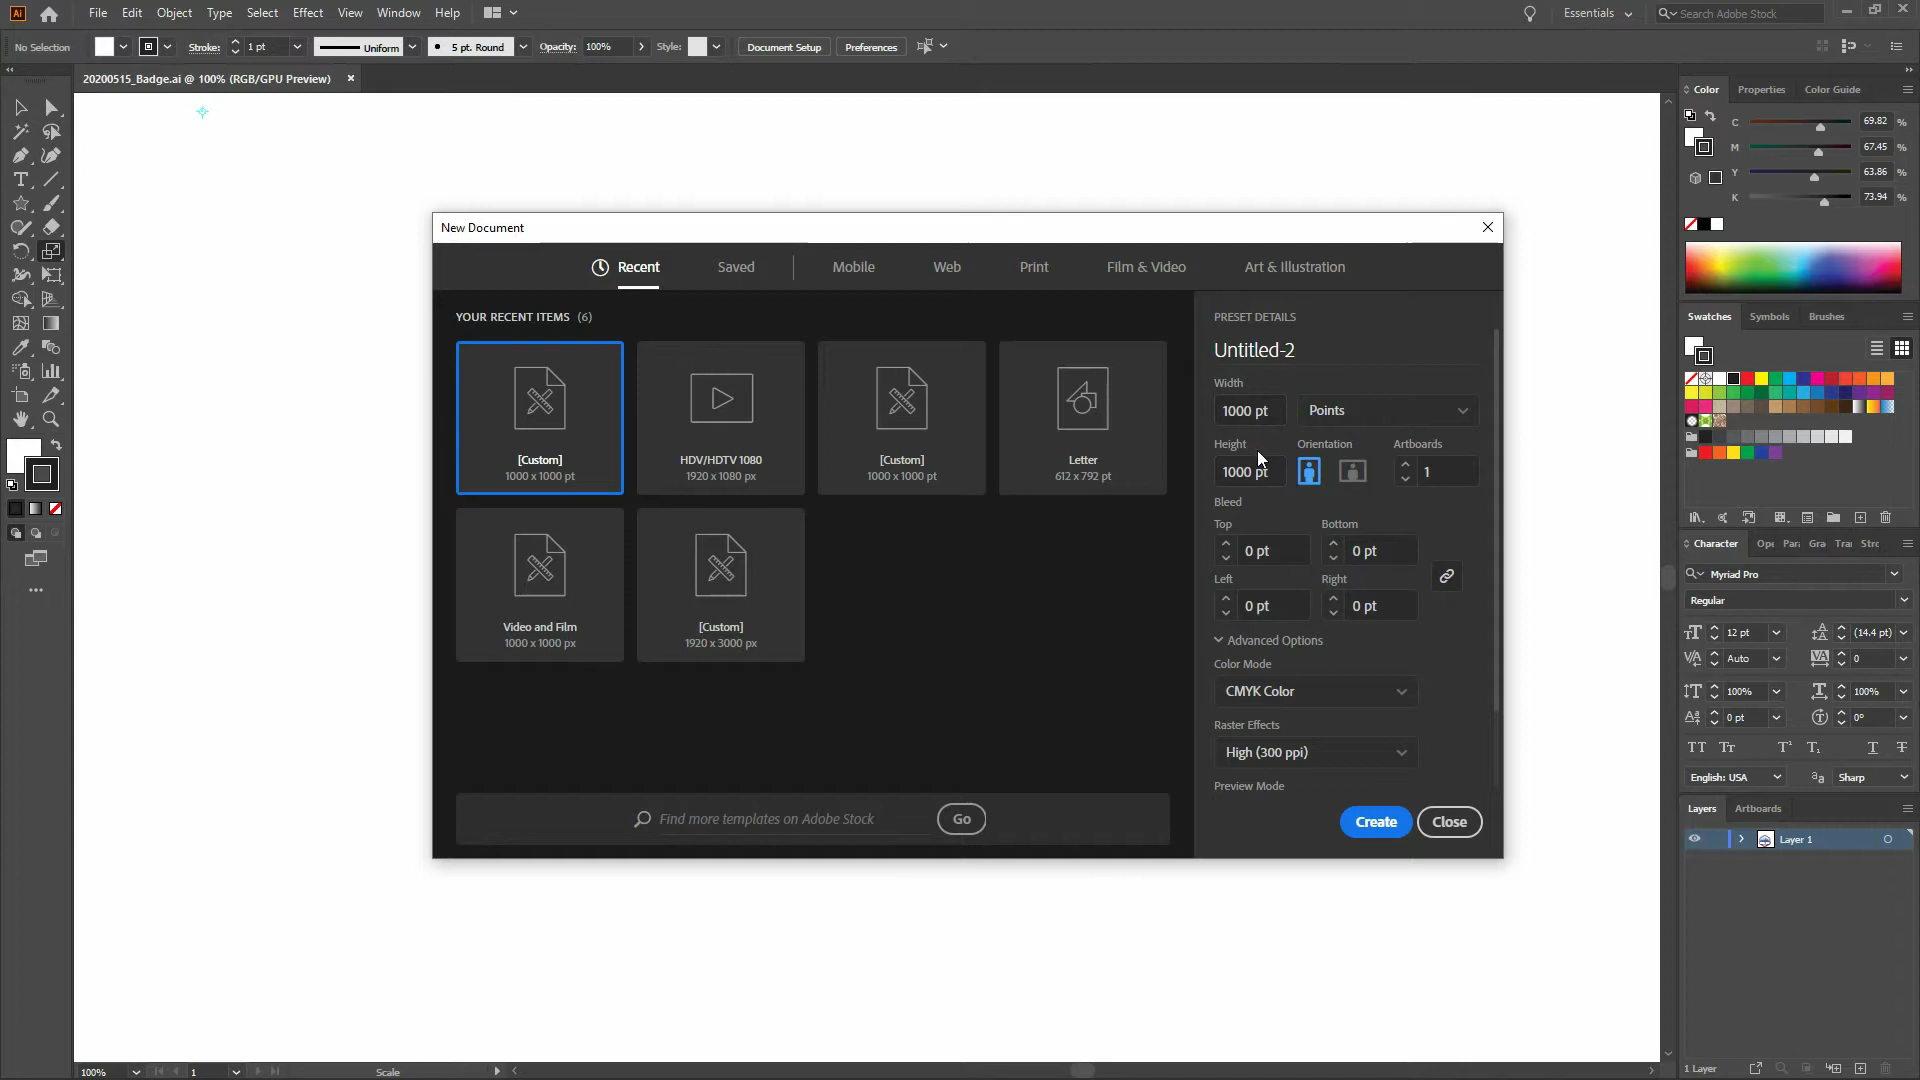 Ai File Edit Object Type Select Effect View Window Help Essentials Search Adobe Stock
No Selection Stroke: 1 pt Uniform 5 pt. Round Opacity: 100% Style: Document Setup Preferences
20200515_Badge.ai @ 100% (RGB/GPU Preview)
Color Properties Color Guide
C 69.82 %
M 67.45 %
Y 63.86 %
K 73.94 %
New Document
Recent Saved Mobile Web Print Film & Video Art & Illustration
YOUR RECENT ITEMS (6)
[Custom]
1000 x 1000 pt
HDV/HDTV 1080
1920 x 1080 px
[Custom]
1000 x 1000 pt
Letter
612 x 792 pt
Video and Film
1000 x 1000 px
[Custom]
1920 x 3000 px
Find more templates on Adobe Stock Go
PRESET DETAILS
Untitled-2
Width
1000 pt Points
Height Orientation Artboards
1000 pt 1
Bleed
Top Bottom
0 pt 0 pt
Left Right
0 pt 0 pt
Advanced Options
Color Mode
CMYK Color
Raster Effects
High (300 ppi)
Preview Mode
Create Close
Swatches Symbols Brushes
Character Ope Para Gra Tran Stro
Myriad Pro
Regular
12 pt (14.4 pt)
Auto 0
100% 100%
0 pt 0°
English: USA Sharp
Layers Artboards
Layer 1
1 Layer
100% 1 Scale